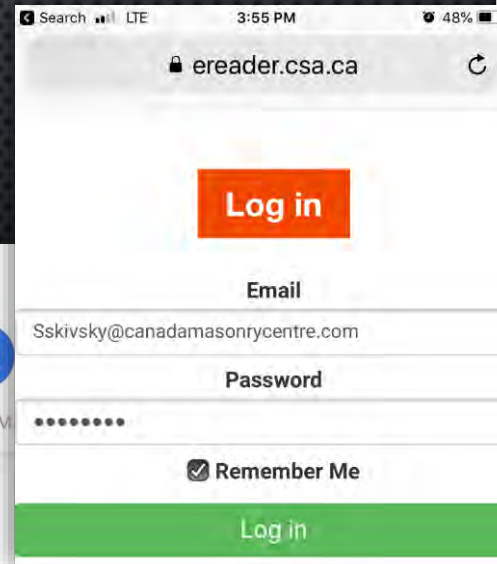 Search LTE 3:55 PM 48%
ereader.csa.ca
Log in
Email
Sskivsky@canadamasonrycentre.com
Password
Remember Me
Log in